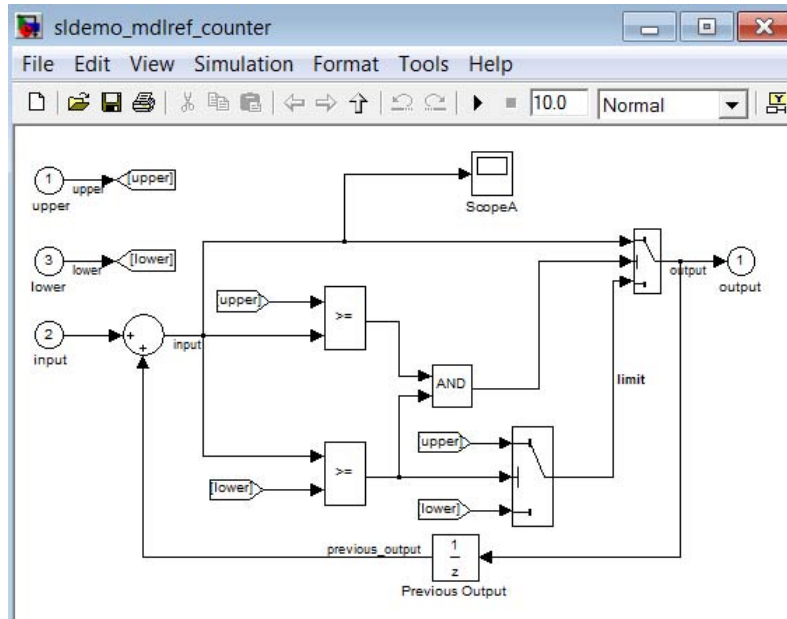 sldemo_mdlref_counter
File Edit View Simulation Format Tools Help
10.0 Normal
1
upper
[upper]
upper
ScopeA
3
lower
[lower]
lower
output
1
output
[upper]
>=
2
input
+
+
input
AND
limit
[upper]
>=
[lower]
[lower]
previous_output
1
z
Previous Output